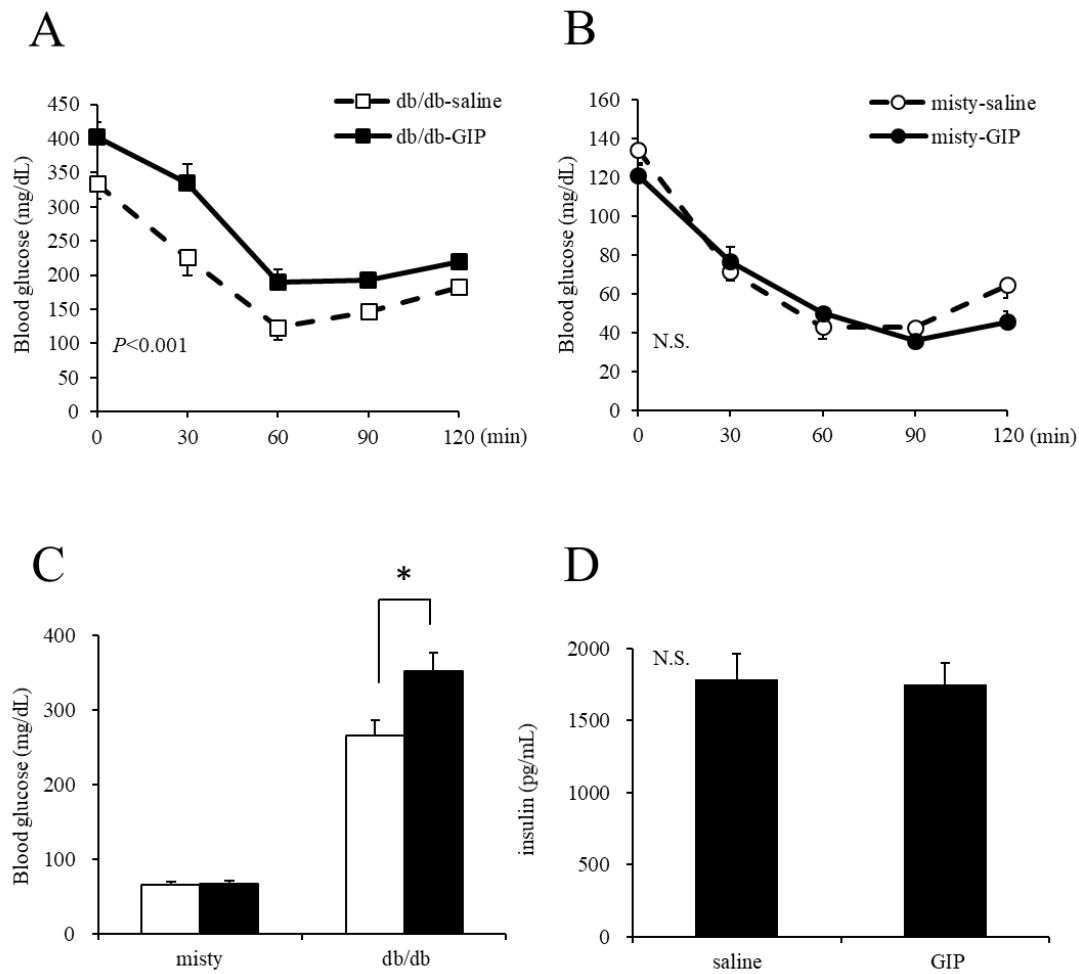 A
db/db-saline
db/db-GIP
Blood glucose (mg/dL)
450
400
350
300
250
200
150
100
50
0
P<0.001
0 30 60 90 120 (min)
B
misty-saline
misty-GIP
Blood glucose (mg/dL)
160
140
120
100
80
60
40
20
0
N.S.
0 30 60 90 120 (min)
C
*
Blood glucose (mg/dL)
400
300
200
100
0
misty db/db
D
N.S.
insulin (pg/mL)
2000
1500
1000
500
0
saline GIP